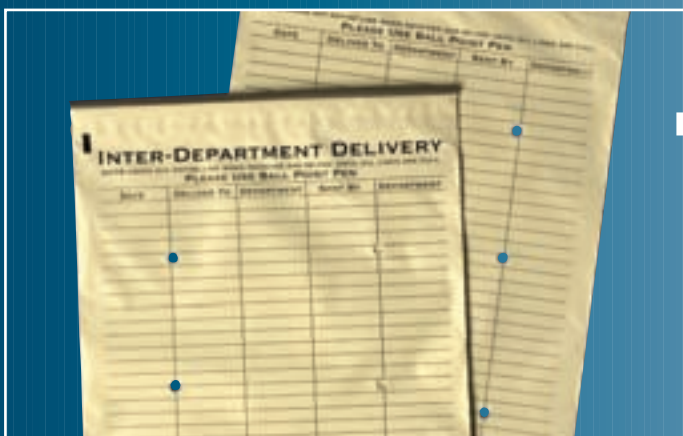 PLEASE USE BALL POINT PEN
DATE DELIVER TO DEPARTMENT SENT BY DEPARTMENT
INTER-DEPARTMENT DELIVERY
PLEASE USE BALL POINT PEN
DATE DELIVER TO DEPARTMENT SENT BY DEPARTMENT